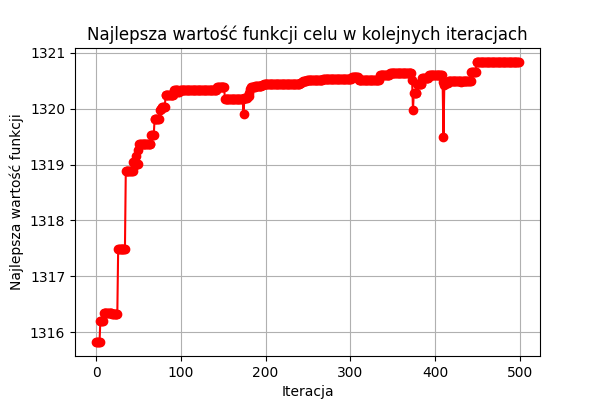 Najlepsza wartość funkcji celu w kolejnych iteracjach
1321
1320
1319
1318
1317
1316
Najlepsza wartość funkcji
0 100 200 300 400 500
Iteracja